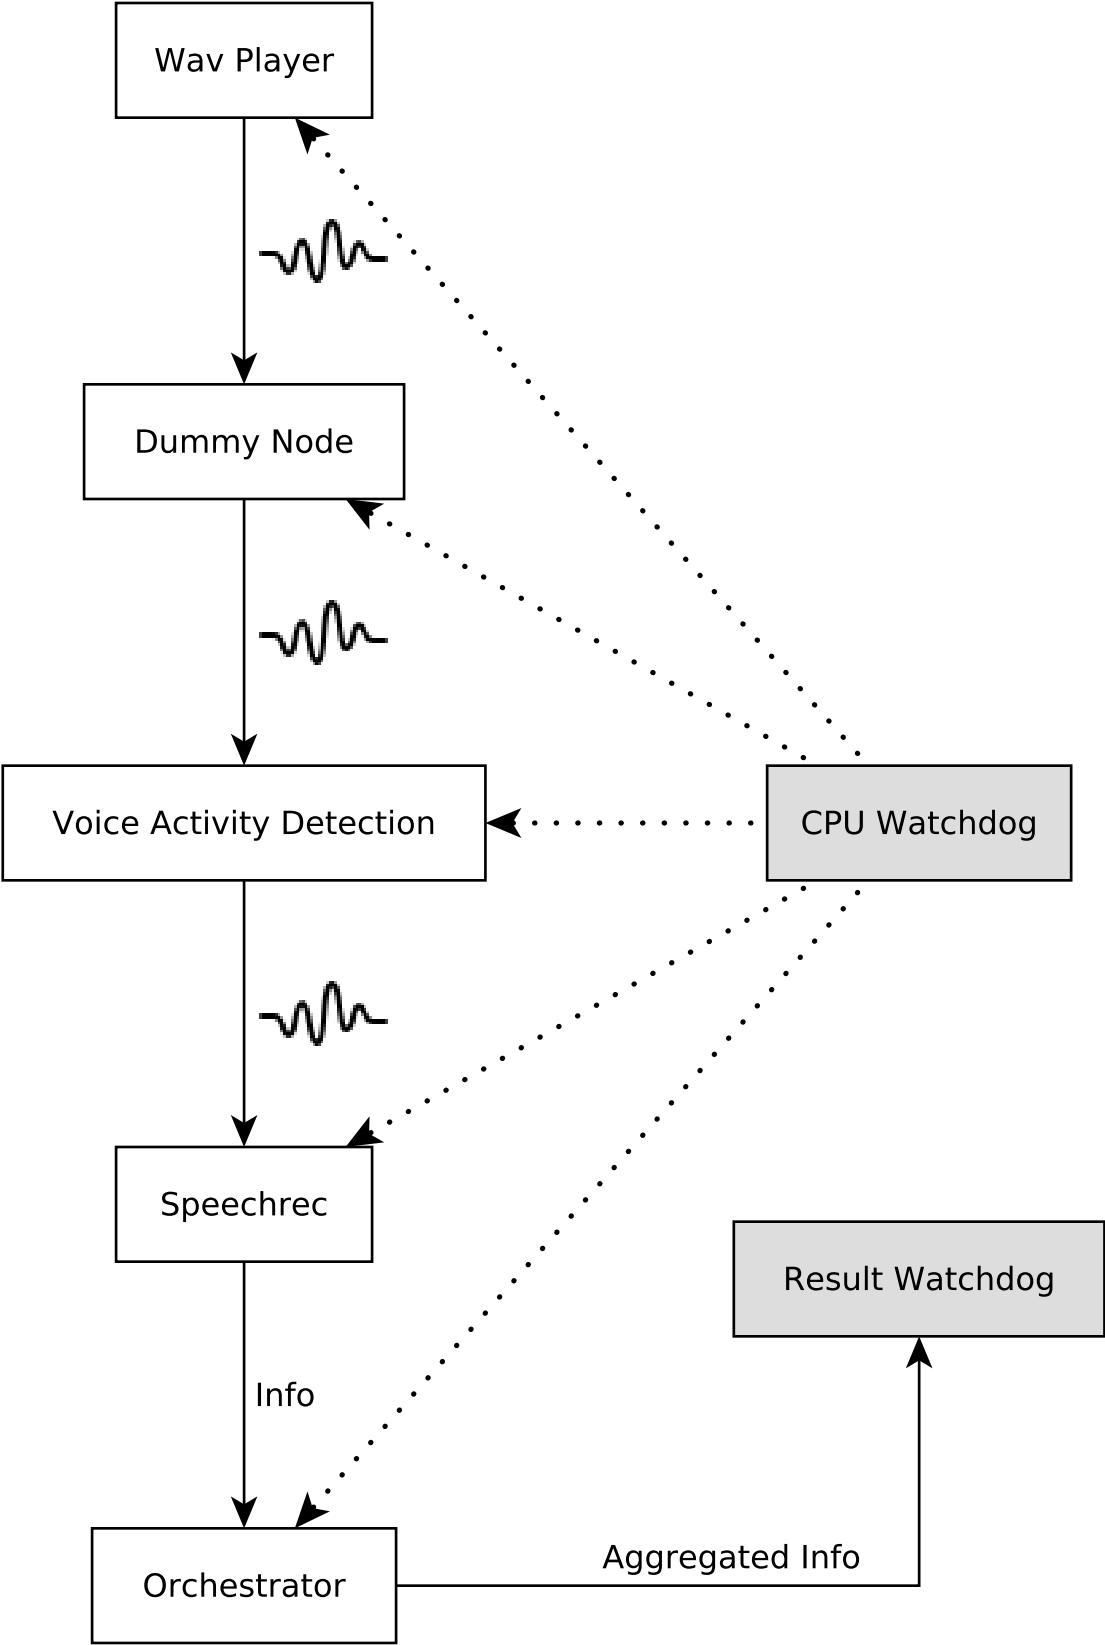 Wav Player
Dummy Node
Voice Activity Detection
CPU Watchdog
Speechrec
Result Watchdog
Info
Aggregated Info
Orchestrator